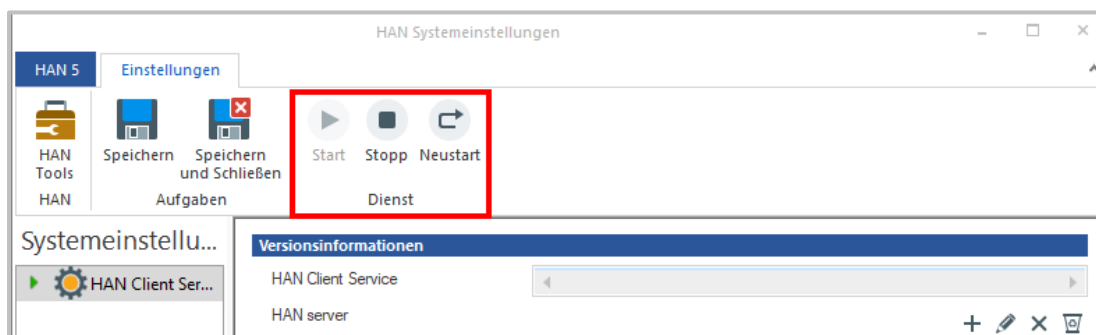 HAN Systemeinstellungen
HAN 5
Einstellungen
HAN
Tools
Speichern
Speichern
und Schließen
Start
Stopp
Neustart
HAN
Aufgaben
Dienst
Systemeinstellu...
HAN Client Ser...
Versionsinformationen
HAN Client Service
HAN server